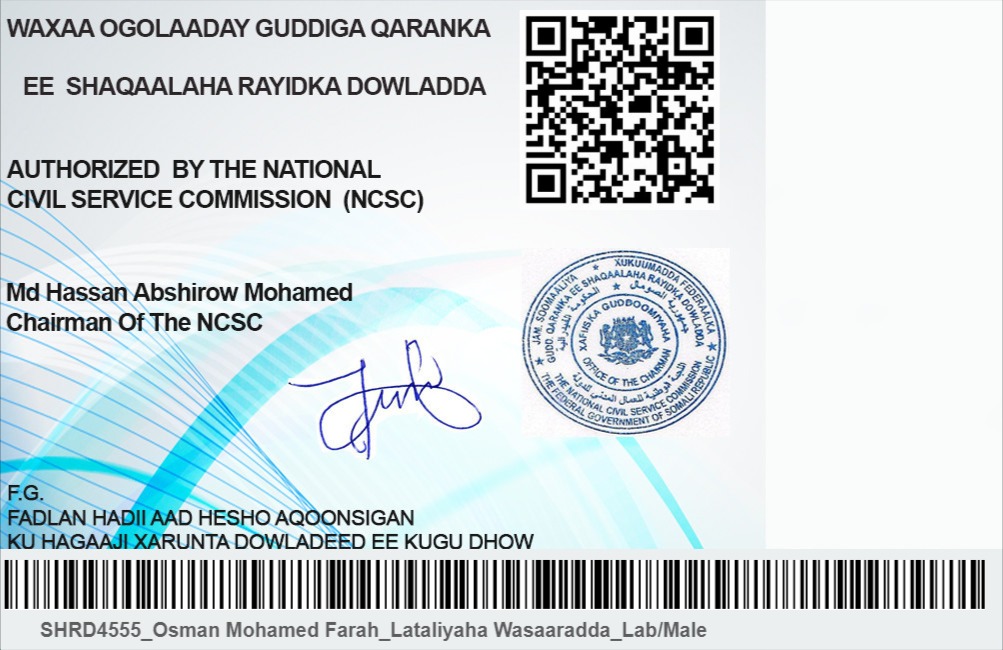 WAXAA OGOLAADAY GUDDIGA QARANKA
EE SHAQAALAHA RAYIDKA DOWLADDA
AUTHORIZED BY THE NATIONAL
CIVIL SERVICE COMMISSION (NCSC)
Md Hassan Abshirow Mohamed
Chairman Of The NCSC
JAM. SOOMAALIYA
XUKUUMADDA FEDERAALKA
GUDD. QARANKA EE SHAQAALAHA RAYIDKA DOWLADDA
جمهورية الصومال
XAFIISKA GUDDOOMIYAHA
OFFICE OF THE CHAIRMAN
THE NATIONAL CIVIL SERVICE COMMISSION
THE FEDERAL GOVERNMENT OF SOMALI REPUBLIC
F.G.
FADLAN HADII AAD HESHO AQOONSIGAN
KU HAGAAJI XARUNTA DOWLADEED EE KUGU DHOW
SHRD4555_Osman Mohamed Farah_Lataliyaha Wasaaradda_Lab/Male